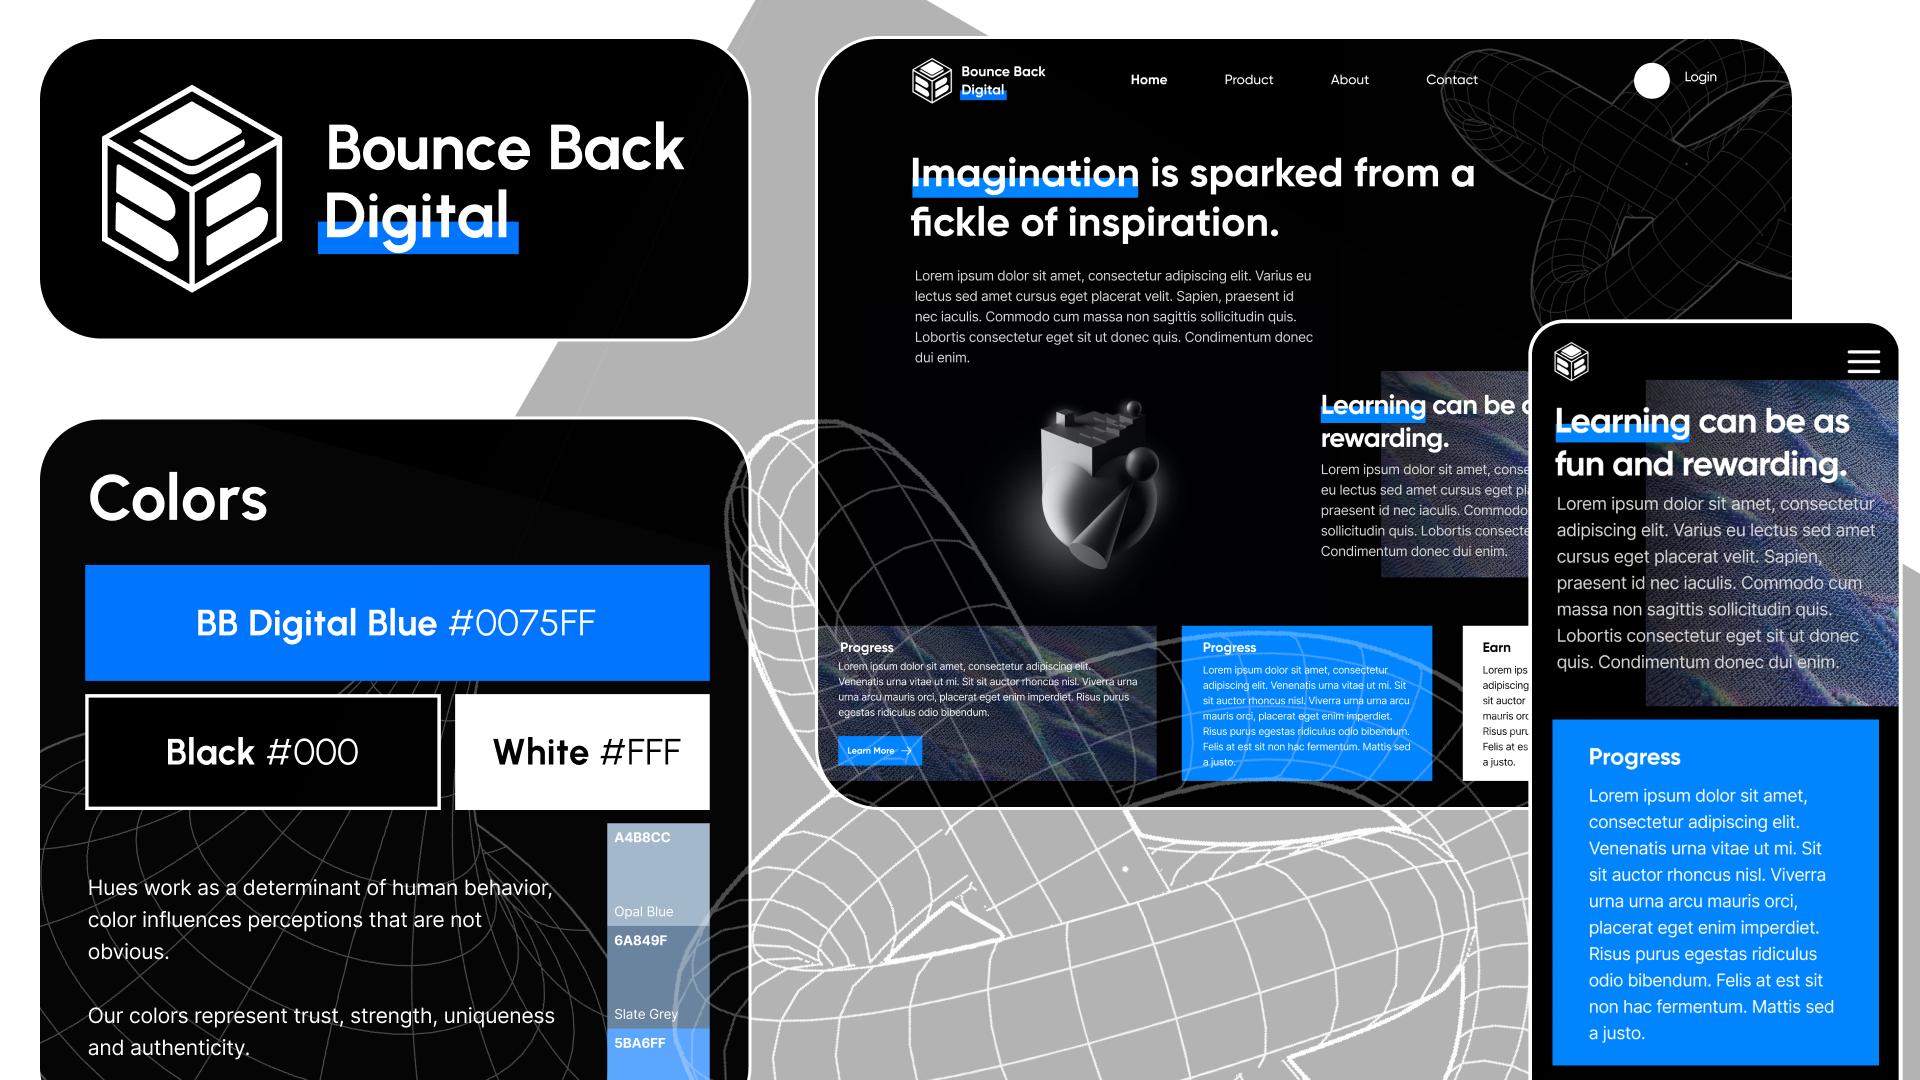 Bounce Back
Digital
Colors
BB Digital Blue #0075FF
Black #000
White #FFF
Hues work as a determinant of human behavior,
color influences perceptions that are not
obvious.
Our colors represent trust, strength, uniqueness
and authenticity.
A4B8CC
Opal Blue
6A849F
Slate Grey
5BA6FF
Bounce Back
Digital
Home
Product
About
Contact
Login
Imagination is sparked from a
fickle of inspiration.
Lorem ipsum dolor sit amet, consectetur adipiscing elit. Varius eu
lectus sed amet cursus eget placerat velit. Sapien, praesent id
nec iaculis. Commodo cum massa non sagittis sollicitudin quis.
Lobortis consectetur eget sit ut donec quis. Condimentum donec
dui enim.
Learning can be
rewarding.
Lorem ipsum dolor sit amet, conse
eu lectus sed amet cursus eget pl
praesent id nec iaculis. Commodo
sollicitudin quis. Lobortis consecte
Condimentum donec dui enim.
Progress
Lorem ipsum dolor sit amet, consectetur adipiscing elit.
Venenatis urna vitae ut mi. Sit sit auctor rhoncus nisl. Viverra urna
urna arcu mauris orci, placerat eget enim imperdiet. Risus purus
egestas ridiculus odio bibendum.
Learn More
Progress
Lorem ipsum dolor sit amet, consectetur
adipiscing elit. Venenatis urna vitae ut mi. Sit
sit auctor rhoncus nisl. Viverra urna urna arcu
mauris orci, placerat eget enim imperdiet.
Risus purus egestas ridiculus odio bibendum.
Felis at est sit non hac fermentum. Mattis sed
a justo.
Earn
Lorem ips
adipiscing
sit auctor
mauris orc
Risus puru
Felis at es
a justo.
Learning can be as
fun and rewarding.
Lorem ipsum dolor sit amet, consectetur
adipiscing elit. Varius eu lectus sed amet
cursus eget placerat velit. Sapien,
praesent id nec iaculis. Commodo cum
massa non sagittis sollicitudin quis.
Lobortis consectetur eget sit ut donec
quis. Condimentum donec dui enim.
Progress
Lorem ipsum dolor sit amet,
consectetur adipiscing elit.
Venenatis urna vitae ut mi. Sit
sit auctor rhoncus nisl. Viverra
urna urna arcu mauris orci,
placerat eget enim imperdiet.
Risus purus egestas ridiculus
odio bibendum. Felis at est sit
non hac fermentum. Mattis sed
a justo.